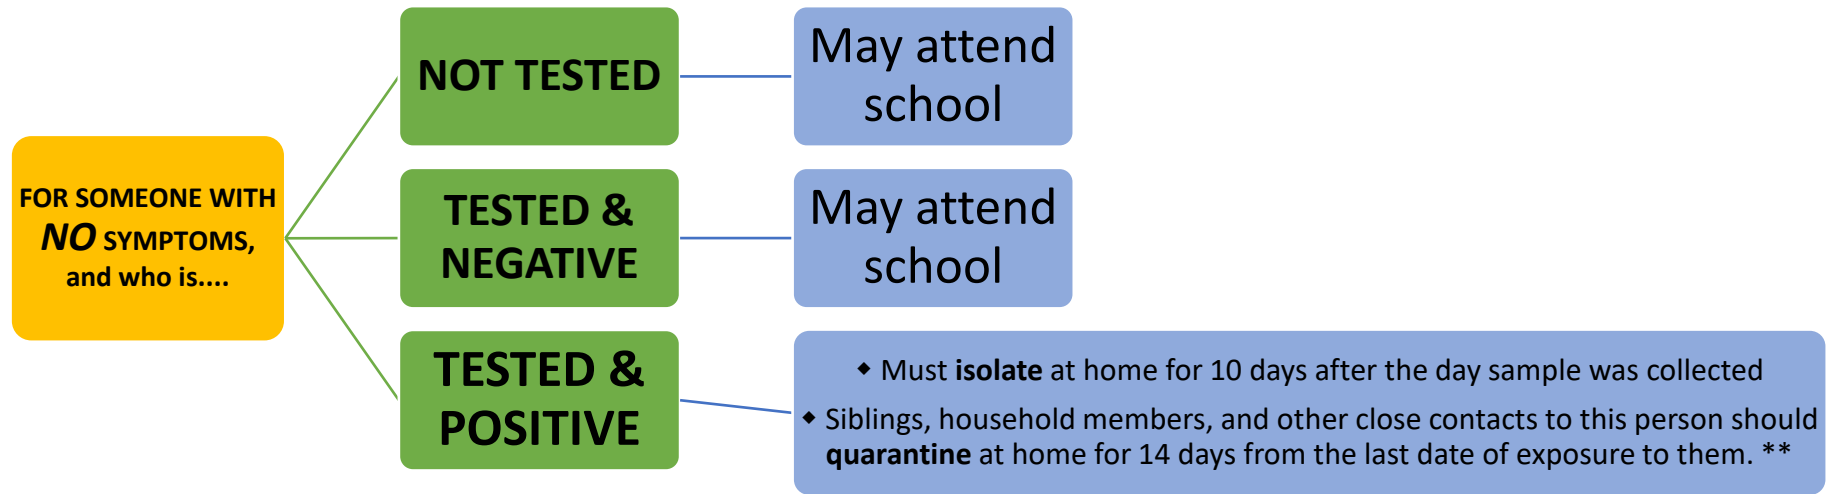 FOR SOMEONE WITH
NO SYMPTOMS,
and who is....
NOT TESTED
May attend
school
TESTED &
NEGATIVE
May attend
school
TESTED &
POSITIVE
◆ Must isolate at home for 10 days after the day sample was collected
◆ Siblings, household members, and other close contacts to this person should
quarantine at home for 14 days from the last date of exposure to them. **